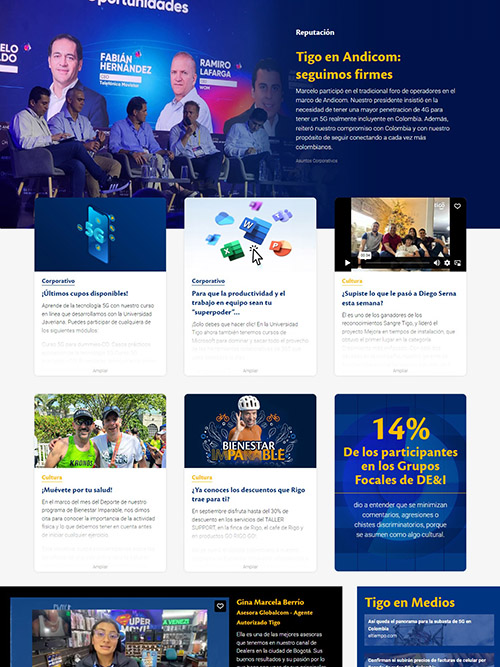 oportunidades
FABIÁN
HERNÁNDEZ
CEO
Telefónica Movistar
RAMIRO
LAFARGA
WOM
Reputación
Tigo en Andicom:
seguimos firmes
Marcelo participó en el tradicional foro de operadores en el
marco de Andicom. Nuestro presidente insistió en la
necesidad de tener una mayor penetracion de 4G para
tener un 5G realmente incluyente en Colombia. Además,
reiteró nuestro compromiso con Colombia y con nuestro
propósito de seguir conectando a cada vez más
colombianos.
Asuntos Corporativos
5G
Corporativo
¡Últimos cupos disponibles!
Aprende de la tecnología 5G con nuestro curso
en línea que desarrollamos con la Universidad
Javeriana. Puedes participar de cualquiera de
los siguientes módulos:
Ampliar
Corporativo
Para que la productividad y el
trabajo en equipo sean tu
"superpoder"...
¡Solo debes que hacer clic! En la Universidad
Tigo ahora también tenemos cursos de
Microsoft para dominar y sacar todo el provecho
Ampliar
tigo
00:34
Cultura
¿Supiste lo que le pasó a Diego Serna
esta semana?
Él es uno de los ganadores de los
reconocimientos Sangre Tigo, y lideró el
proyecto Mejora en tiempos de instalación, que
obtuvo el primer lugar en la categoría
Ampliar
KRONOS
Cultura
¡Muévete por tu salud!
En el marco del mes del Deporte de nuestro
programa de Bienestar Imparable, nos dimos
cita para conocer la importancia de la actividad
física y lo que debemos tener en cuenta antes
de iniciar cualquier ejercicio.
Ampliar
BIENESTAR
IMPARABLE
Cultura
¿Ya conoces los descuentos que Rigo
trae para ti?
En septiembre disfruta hasta del 30% de
descuento en los servicios del TALLER
SUPPORT, en la finca de Rigo, el café de Rigo y
en productos GO RIGO GO!
Ampliar
14%
De los participantes
en los Grupos
Focales de DE&I
dio a entender que se minimizan
comentarios, agresiones o
chistes discriminatorios, porque
se asumen como algo cultural.
Gina Marcela Berrio
Asesora Globalcom - Agente
Autorizado Tigo
Ella es una de las mejores asesoras
que tenemos en nuestro canal de
Dealers en la ciudad de Bogotá. Sus
buenos resultados y su pasión por lo
Tigo en Medios
Así queda el panorama para la subasta de 5G en
Colombia
eltiempo.com
Confirman si subirán precios de facturas de celular por